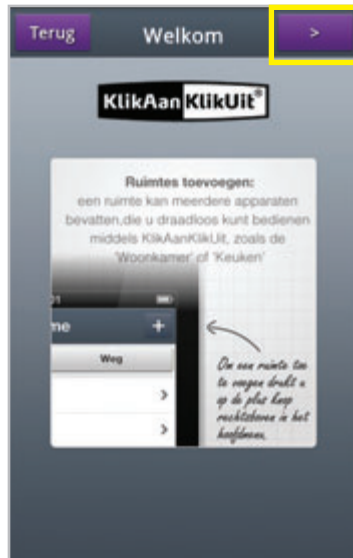 Terug
Welkom
>
KlikAanKlikUit®
Ruimtes toevoegen:
een ruimte kan meerdere apparaten
bevatten,die u draadloos kunt bedienen
middels KlikAanKlikUit, zoals de
'Woonkamer' of 'Keuken'
01
me
+
Weg
>
>
Om een ruimte toe
te voegen drukt u
op de plus knop
rechtsboven in het
hoofdmenu.